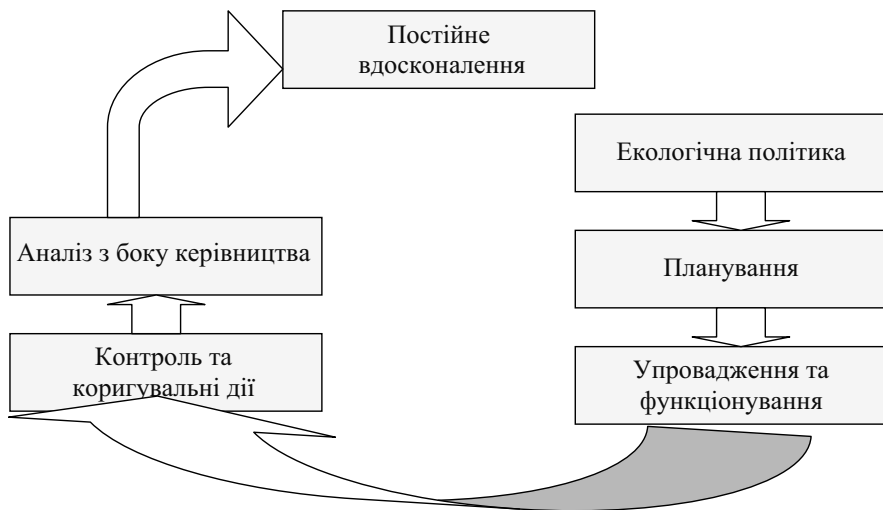 Постійне
вдосконалення
Екологічна політика
Планування
Упровадження та
функціонування
Контроль та
коригувальні дії
Аналіз з боку керівництва